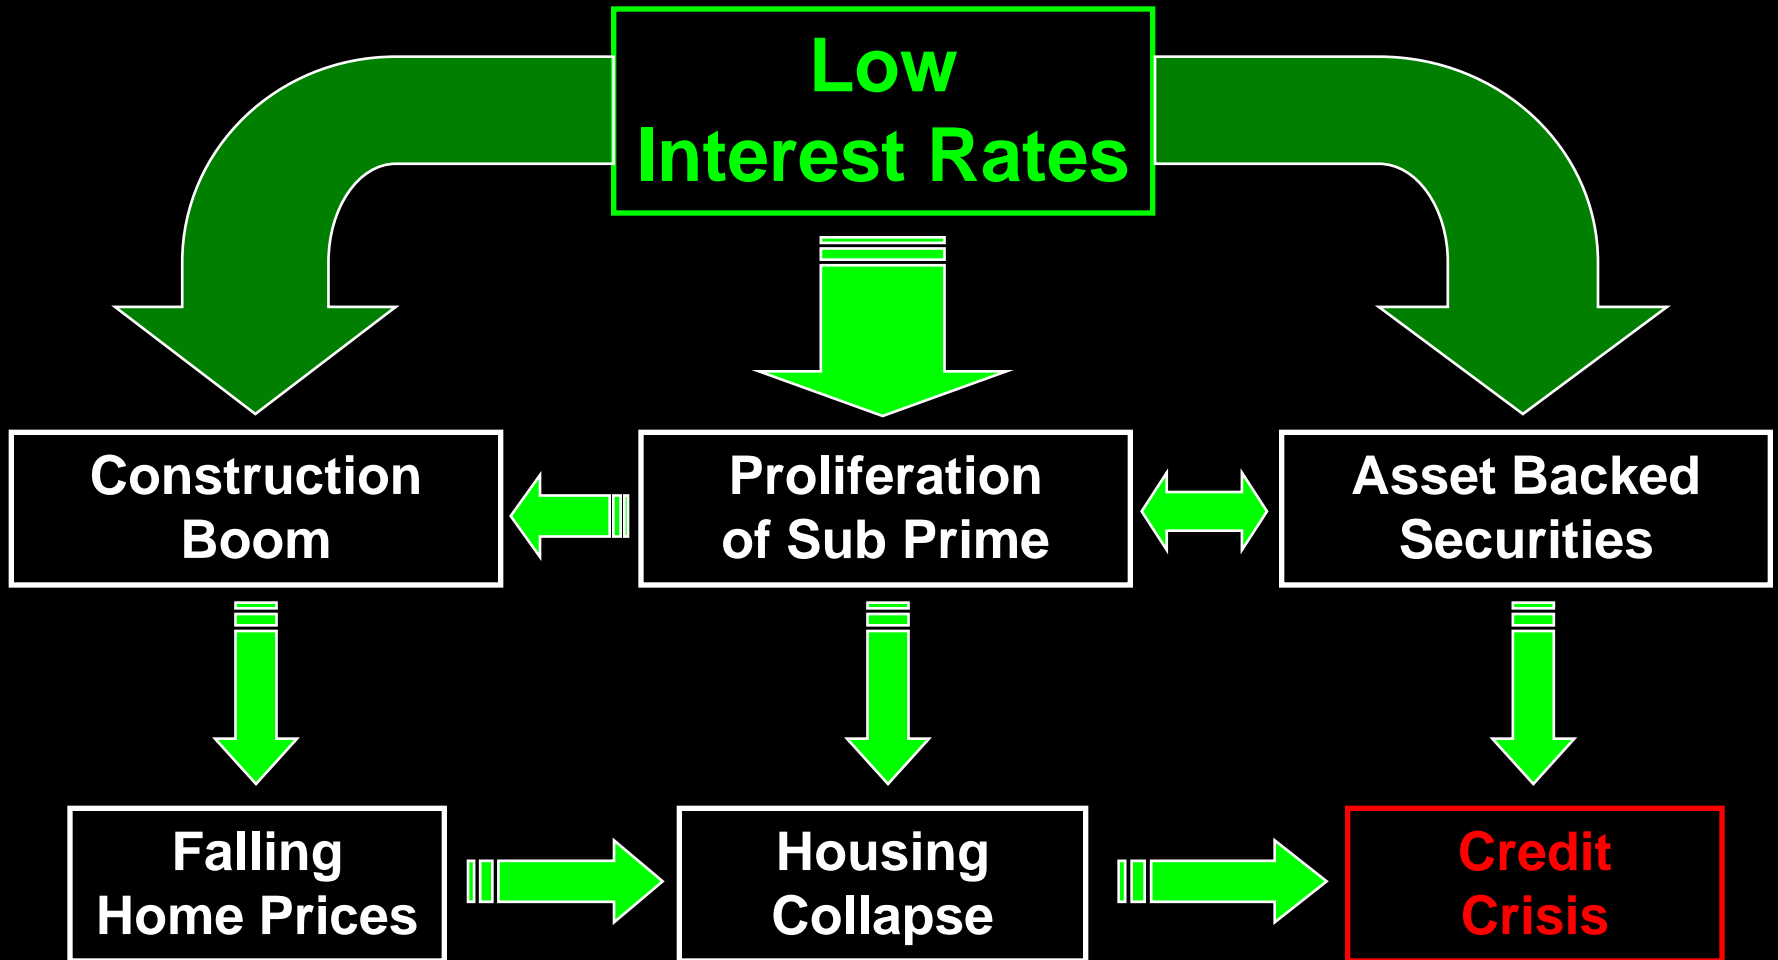 Low
Interest Rates
Construction
Boom
Proliferation
of Sub Prime
Asset Backed
Securities
Falling
Home Prices
Housing
Collapse
Credit
Crisis